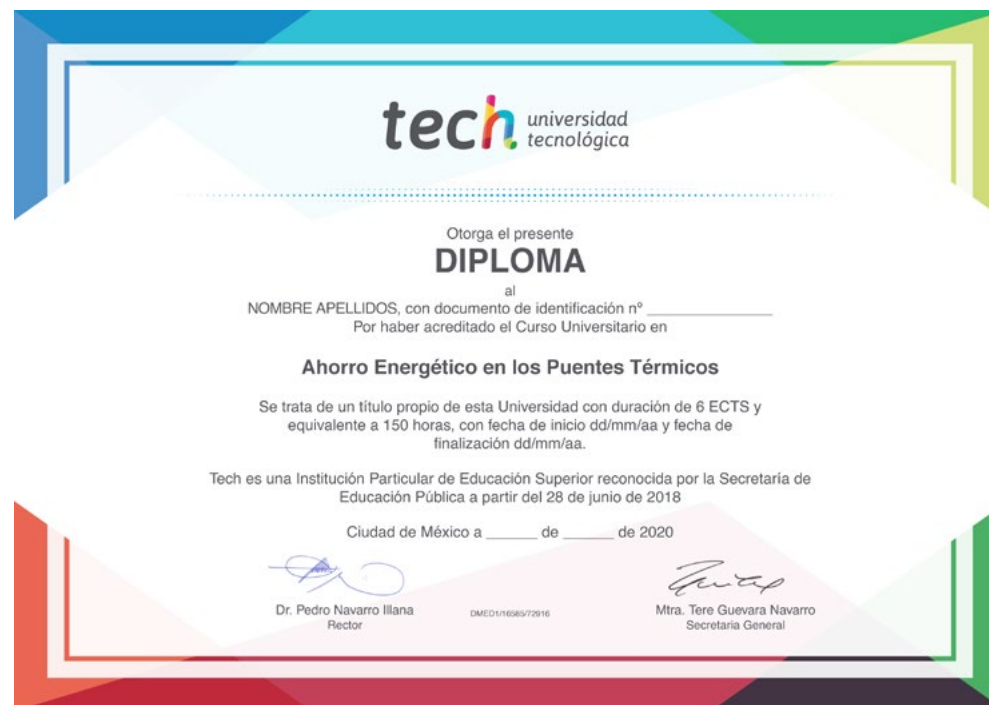 tech universidad
tecnológica
Otorga el presente
DIPLOMA
al
NOMBRE APELLIDOS, con documento de identificación nº _______________
Por haber acreditado el Curso Universitario en
Ahorro Energético en los Puentes Térmicos
Se trata de un título propio de esta Universidad con duración de 6 ECTS y
equivalente a 150 horas, con fecha de inicio dd/mm/aa y fecha de
finalización dd/mm/aa.
Tech es una Institución Particular de Educación Superior reconocida por la Secretaría de
Educación Pública a partir del 28 de junio de 2018
Ciudad de México a ______ de ______ de 2020
Dr. Pedro Navarro Illana
Rector
DMED1/16585/72916
Mtra. Tere Guevara Navarro
Secretaria General